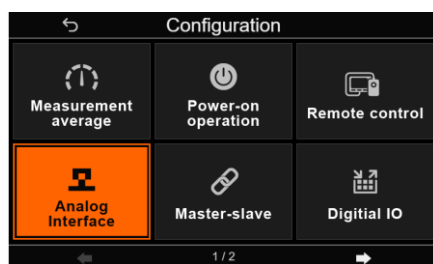 Configuration
Measurement
average
Power-on
operation
Remote control
Analog
Interface
Master-slave
Digitial IO
1/2